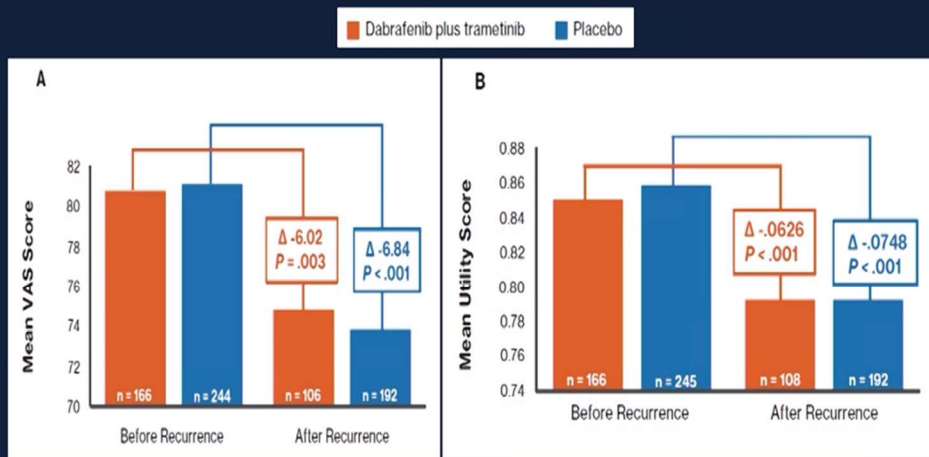 Dabrafenib plus trametinib
Placebo
A
Mean VAS Score
82
80
78
76
74
72
70
Δ -6.02
P = .003
Δ -6.84
P < .001
n = 166
n = 244
n = 106
n = 192
Before Recurrence
After Recurrence
B
Mean Utility Score
0.88
0.86
0.84
0.82
0.80
0.78
0.76
0.74
Δ -.0626
P < .001
Δ -.0748
P < .001
n = 166
n = 245
n = 108
n = 192
Before Recurrence
After Recurrence